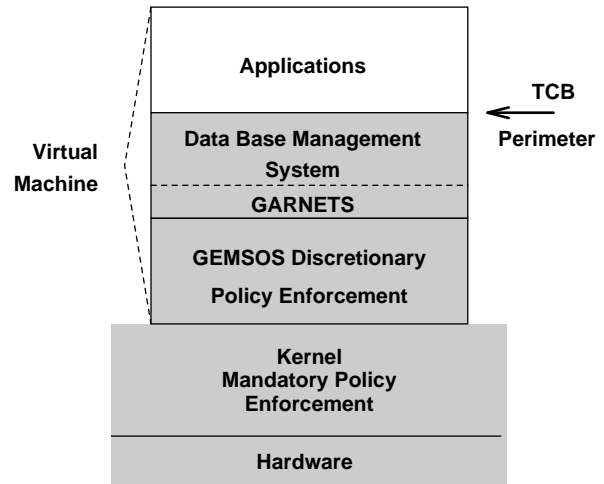 Applications
TCB
Perimeter
Data Base Management
System
Virtual
Machine
GARNETS
GEMSOS Discretionary
Policy Enforcement
Kernel
Mandatory Policy
Enforcement
Hardware